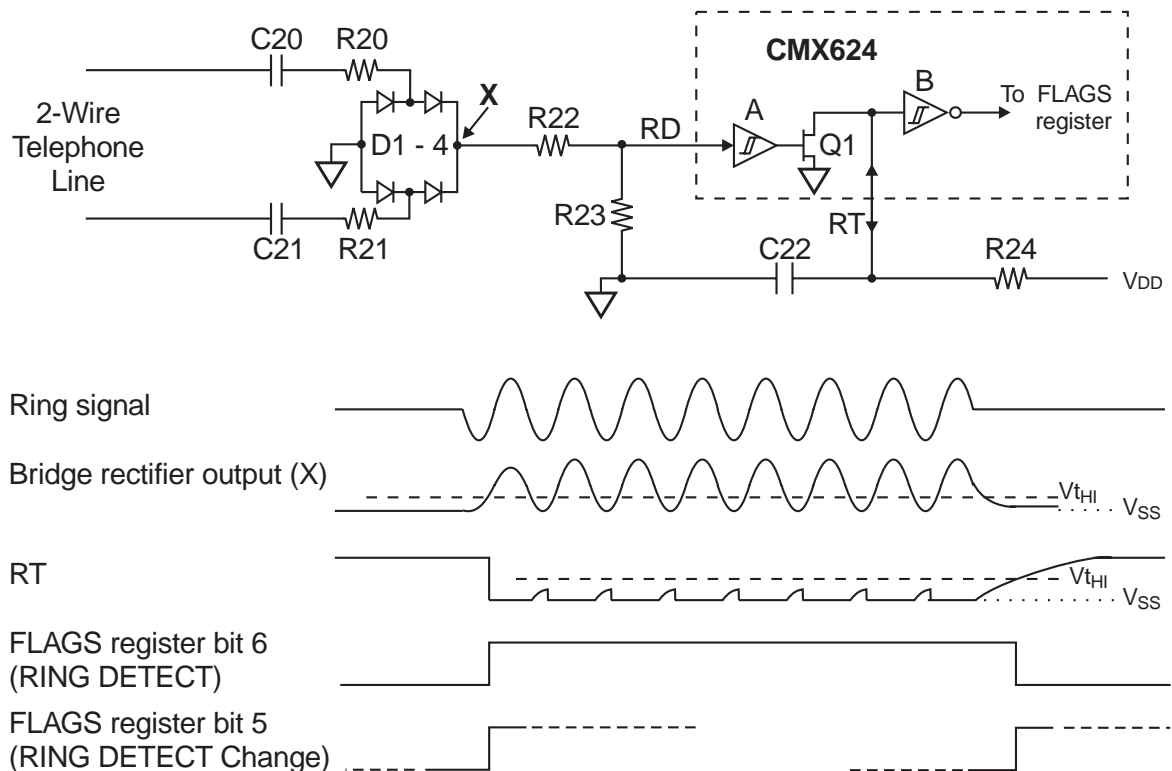 C20
R20
CMX624
X
A
B
To FLAGS
register
2-Wire
Telephone
Line
D1 - 4
R22
RD
Q1
C21
R21
R23
RT
C22
R24
VDD
Ring signal
Bridge rectifier output (X)
VtHI
VSS
RT
VtHI
VSS
FLAGS register bit 6
(RING DETECT)
FLAGS register bit 5
(RING DETECT Change)